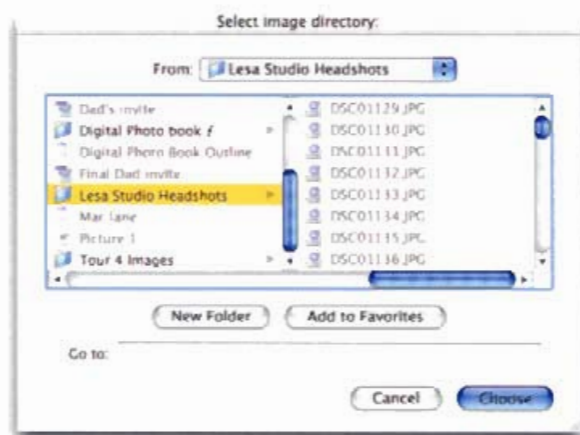 Select image directory:
From: Lesa Studio Headshots
Dad's invite
Digital Photo book f
Digital Photo Book Outline
Final Dad invite
Lesa Studio Headshots
Mar lane
Picture 1
Tour 4 Images
DSC01129.JPG
DSC01130.JPG
DSC01131.JPG
DSC01132.JPG
DSC01133.JPG
DSC01134.JPG
DSC01135.JPG
DSC01136.JPG
New Folder
Add to Favorites
Go to:
Cancel
Choose